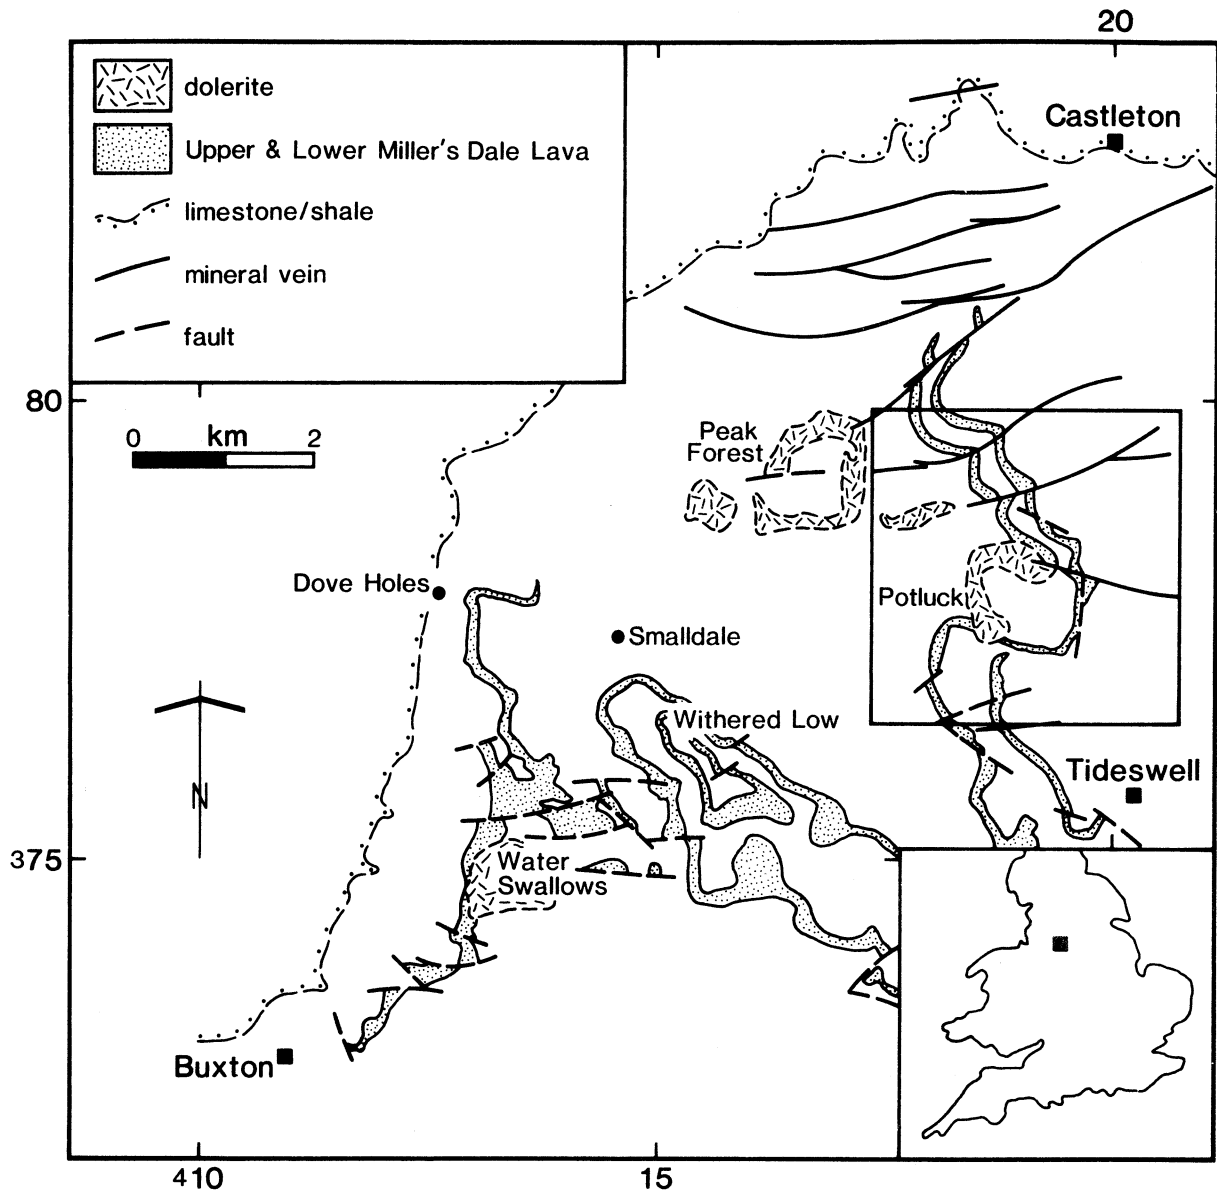 20
dolerite
Upper & Lower Miller's Dale Lava
limestone/shale
mineral vein
fault
Castleton
80
0 km 2
Peak
Forest
Dove Holes
Potluck
Smalldale
Withered Low
N
Tideswell
375
Water
Swallows
Buxton
410
15